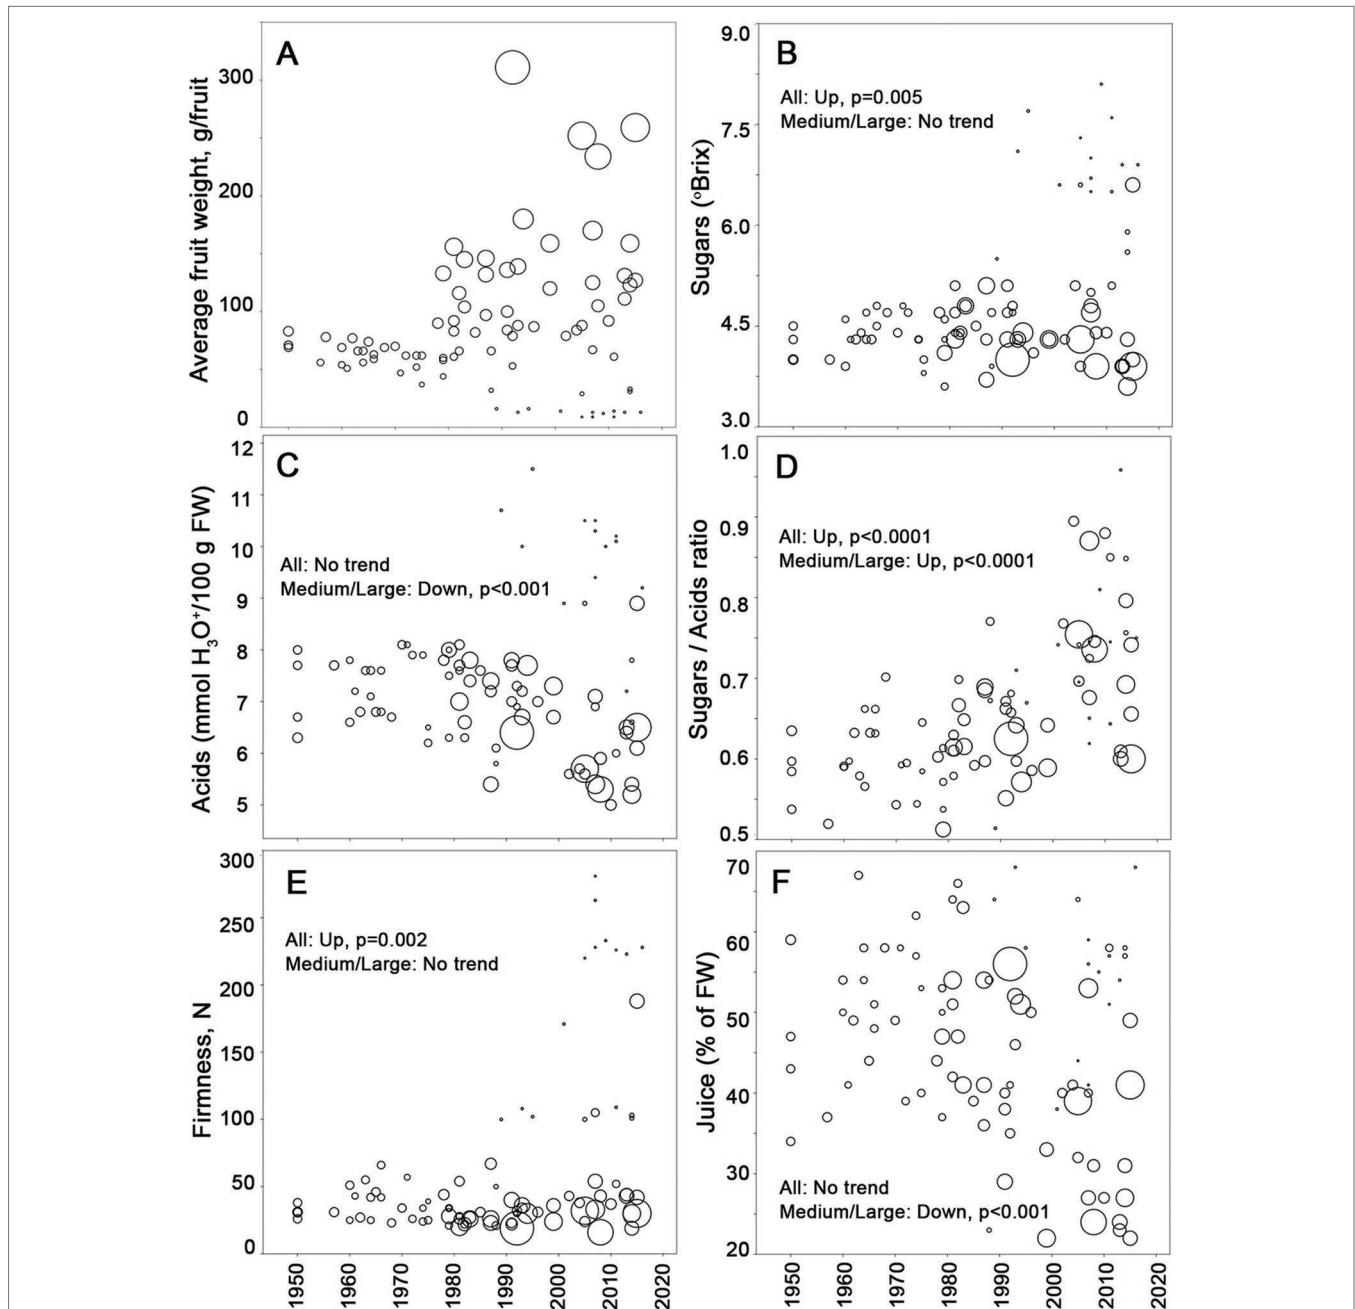 A
Average fruit weight, g/fruit
300
200
100
0
B
All: Up, p=0.005
Medium/Large: No trend
Sugars (°Brix)
9.0
7.5
6.0
4.5
3.0
C
All: No trend
Medium/Large: Down, p<0.001
Acids (mmol H3O+/100 g FW)
12
11
10
9
8
7
6
5
D
All: Up, p<0.0001
Medium/Large: Up, p<0.0001
Sugars / Acids ratio
1.0
0.9
0.8
0.7
0.6
0.5
E
All: Up, p=0.002
Medium/Large: No trend
Firmness, N
300
250
200
150
100
50
0
1950
1960
1970
1980
1990
2000
2010
2020
F
All: No trend
Medium/Large: Down, p<0.001
Juice (% of FW)
70
60
50
40
30
20
1950
1960
1970
1980
1990
2000
2010
2020